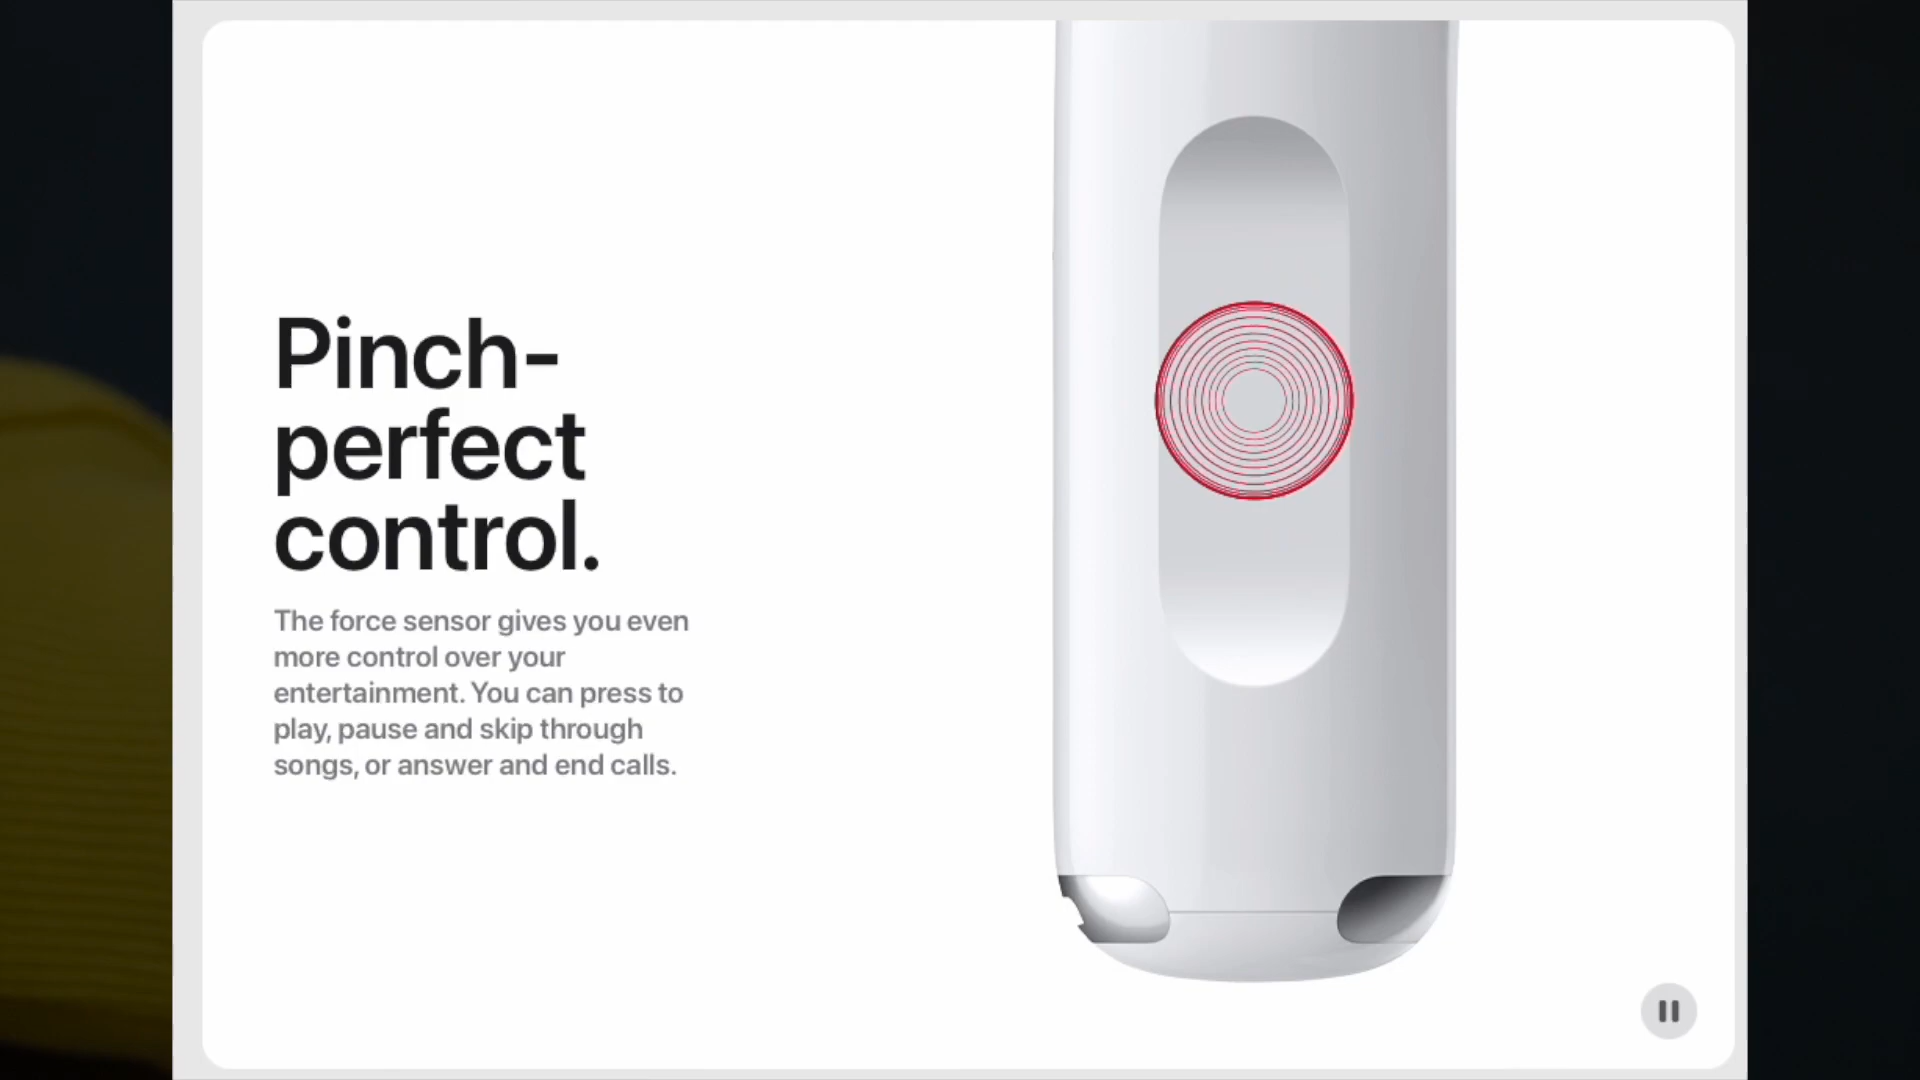 Pinch-
perfect
control.
The force sensor gives you even
more control over your
entertainment. You can press to
play, pause and skip through
songs, or answer and end calls.